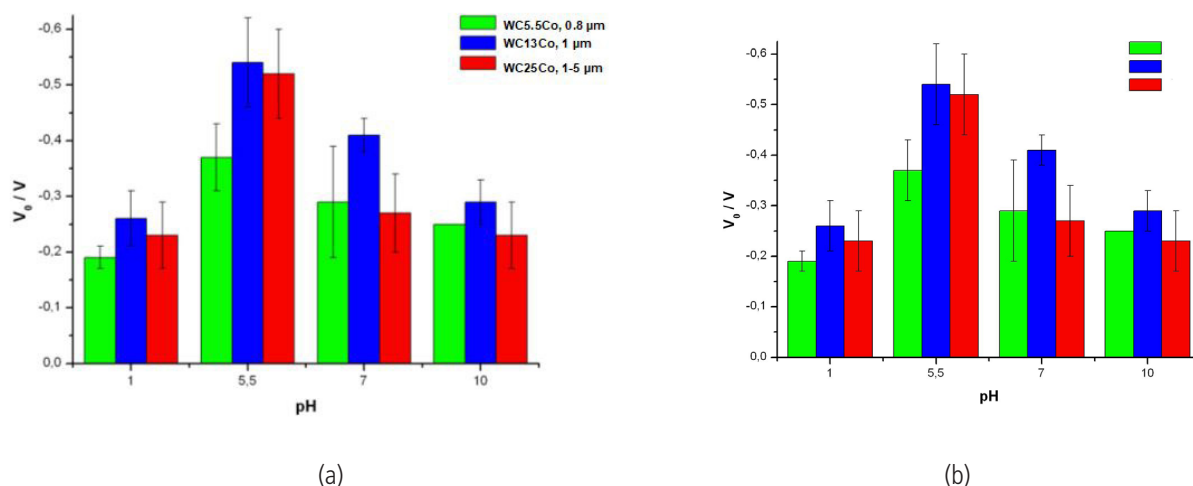 -0,6
-0,5
-0,4
-0,3
-0,2
-0,1
0,0
V₀ / V
1
5,5
7
10
pH
WC5.5Co, 0.8 µm
WC13Co, 1 µm
WC25Co, 1-5 µm
(a)
-0,6
-0,5
-0,4
-0,3
-0,2
-0,1
0,0
V₀ / V
1
5,5
7
10
pH
(b)